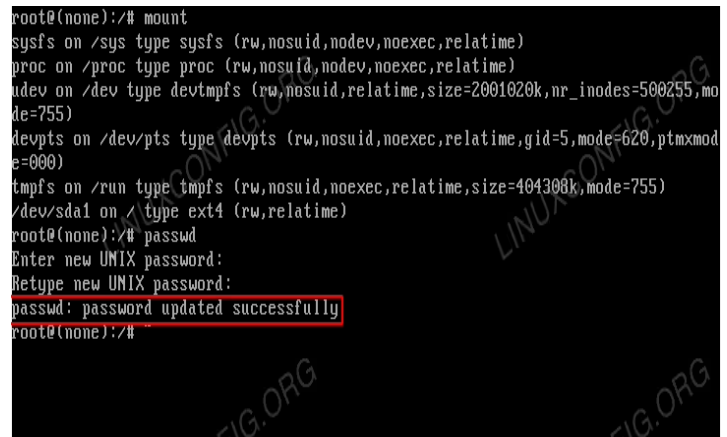 root@(none):/# mount
sysfs on /sys type sysfs (rw,nosuid,nodev,noexec,relatime)
proc on /proc type proc (rw,nosuid,nodev,noexec,relatime)
udev on /dev type devtmpfs (rw,nosuid,relatime,size=2001020k,nr_inodes=500255,mo
de=755)
devpts on /dev/pts type devpts (rw,nosuid,noexec,relatime,gid=5,mode=620,ptmxmod
e=000)
tmpfs on /run type tmpfs (rw,nosuid,noexec,relatime,size=404308k,mode=755)
/dev/sda1 on / type ext4 (rw,relatime)
root@(none):/# passwd
Enter new UNIX password:
Retype new UNIX password:
passwd: password updated successfully
root@(none):/#
LINUXCONFIG.ORG
LINUXCONFIG.ORG
FIG.ORG
FIG.ORG